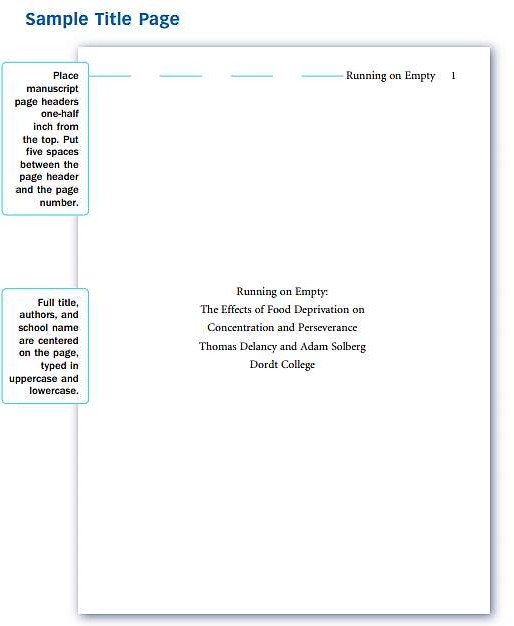 Sample Title Page
Place
manuscript
page headers
one-half
inch from
the top. Put
five spaces
between the
page header
and the page
number.
Running on Empty 1
Full title,
authors, and
school name
are centered
on the page,
typed in
uppercase and
lowercase.
Running on Empty:
The Effects of Food Deprivation on
Concentration and Perseverance
Thomas Delancy and Adam Solberg
Dordt College